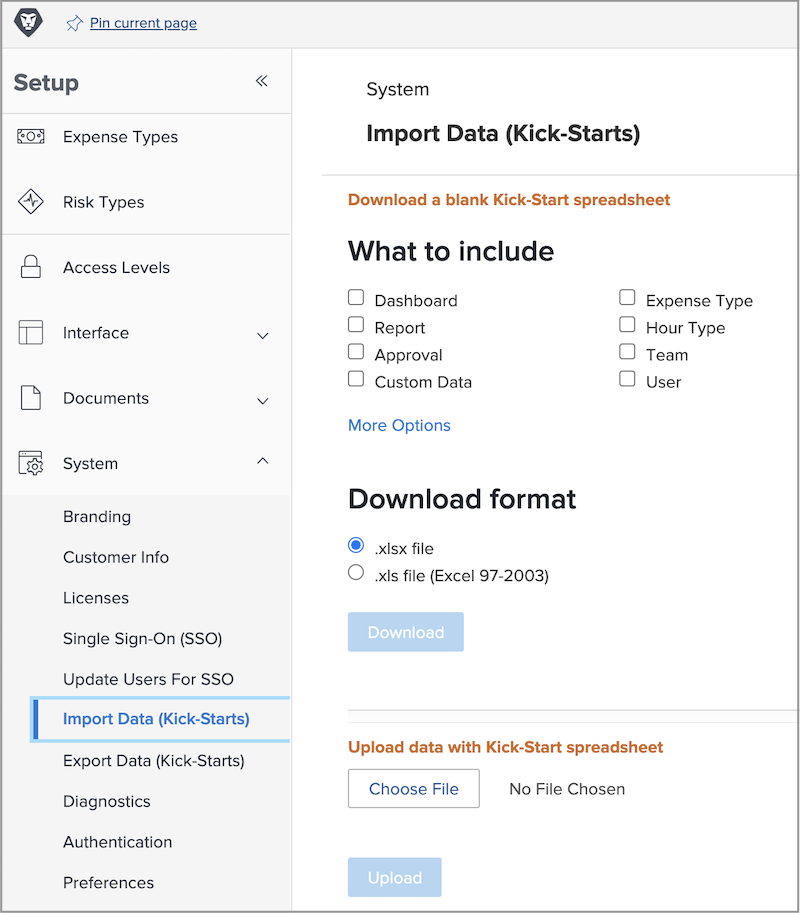 Pin current page
Setup
Expense Types
Risk Types
Access Levels
Interface
Documents
System
Branding
Customer Info
Licenses
Single Sign-On (SSO)
Update Users For SSO
Import Data (Kick-Starts)
Export Data (Kick-Starts)
Diagnostics
Authentication
Preferences
System
Import Data (Kick-Starts)
Download a blank Kick-Start spreadsheet
What to include
Dashboard
Report
Approval
Custom Data
Expense Type
Hour Type
Team
User
More Options
Download format
.xlsx file
.xls file (Excel 97-2003)
Download
Upload data with Kick-Start spreadsheet
Choose File No File Chosen
Upload